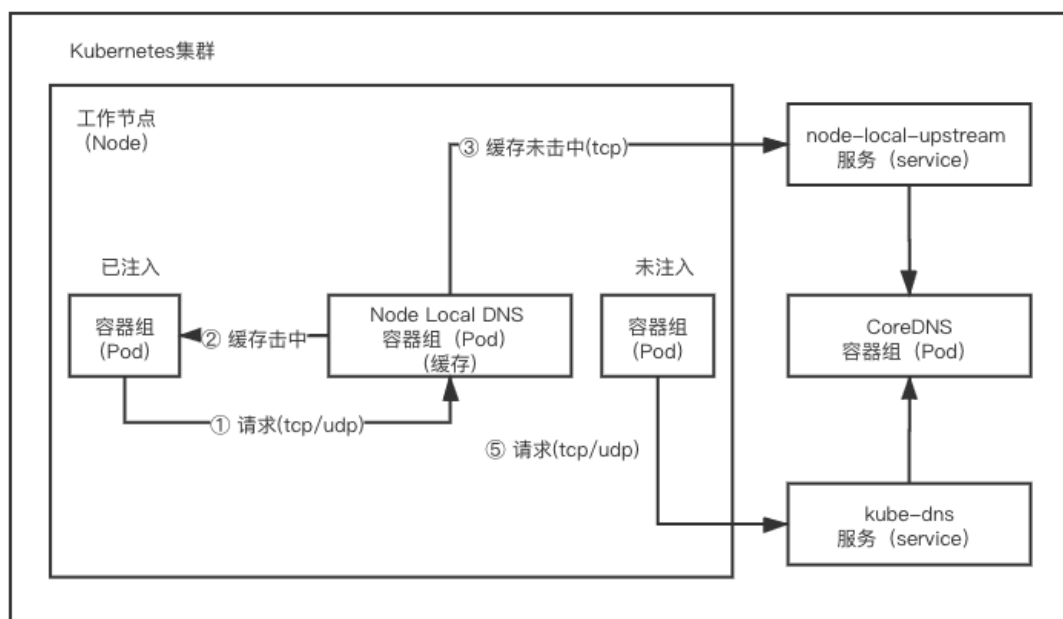 Kubernetes集群
工作节点
（Node）
③ 缓存未击中(tcp)
node-local-upstream
服务（service）
已注入
未注入
容器组
(Pod)
② 缓存击中
Node Local DNS
容器组（Pod）
(缓存)
容器组
(Pod)
CoreDNS
容器组（Pod）
① 请求(tcp/udp)
⑤ 请求(tcp/udp)
kube-dns
服务（service）